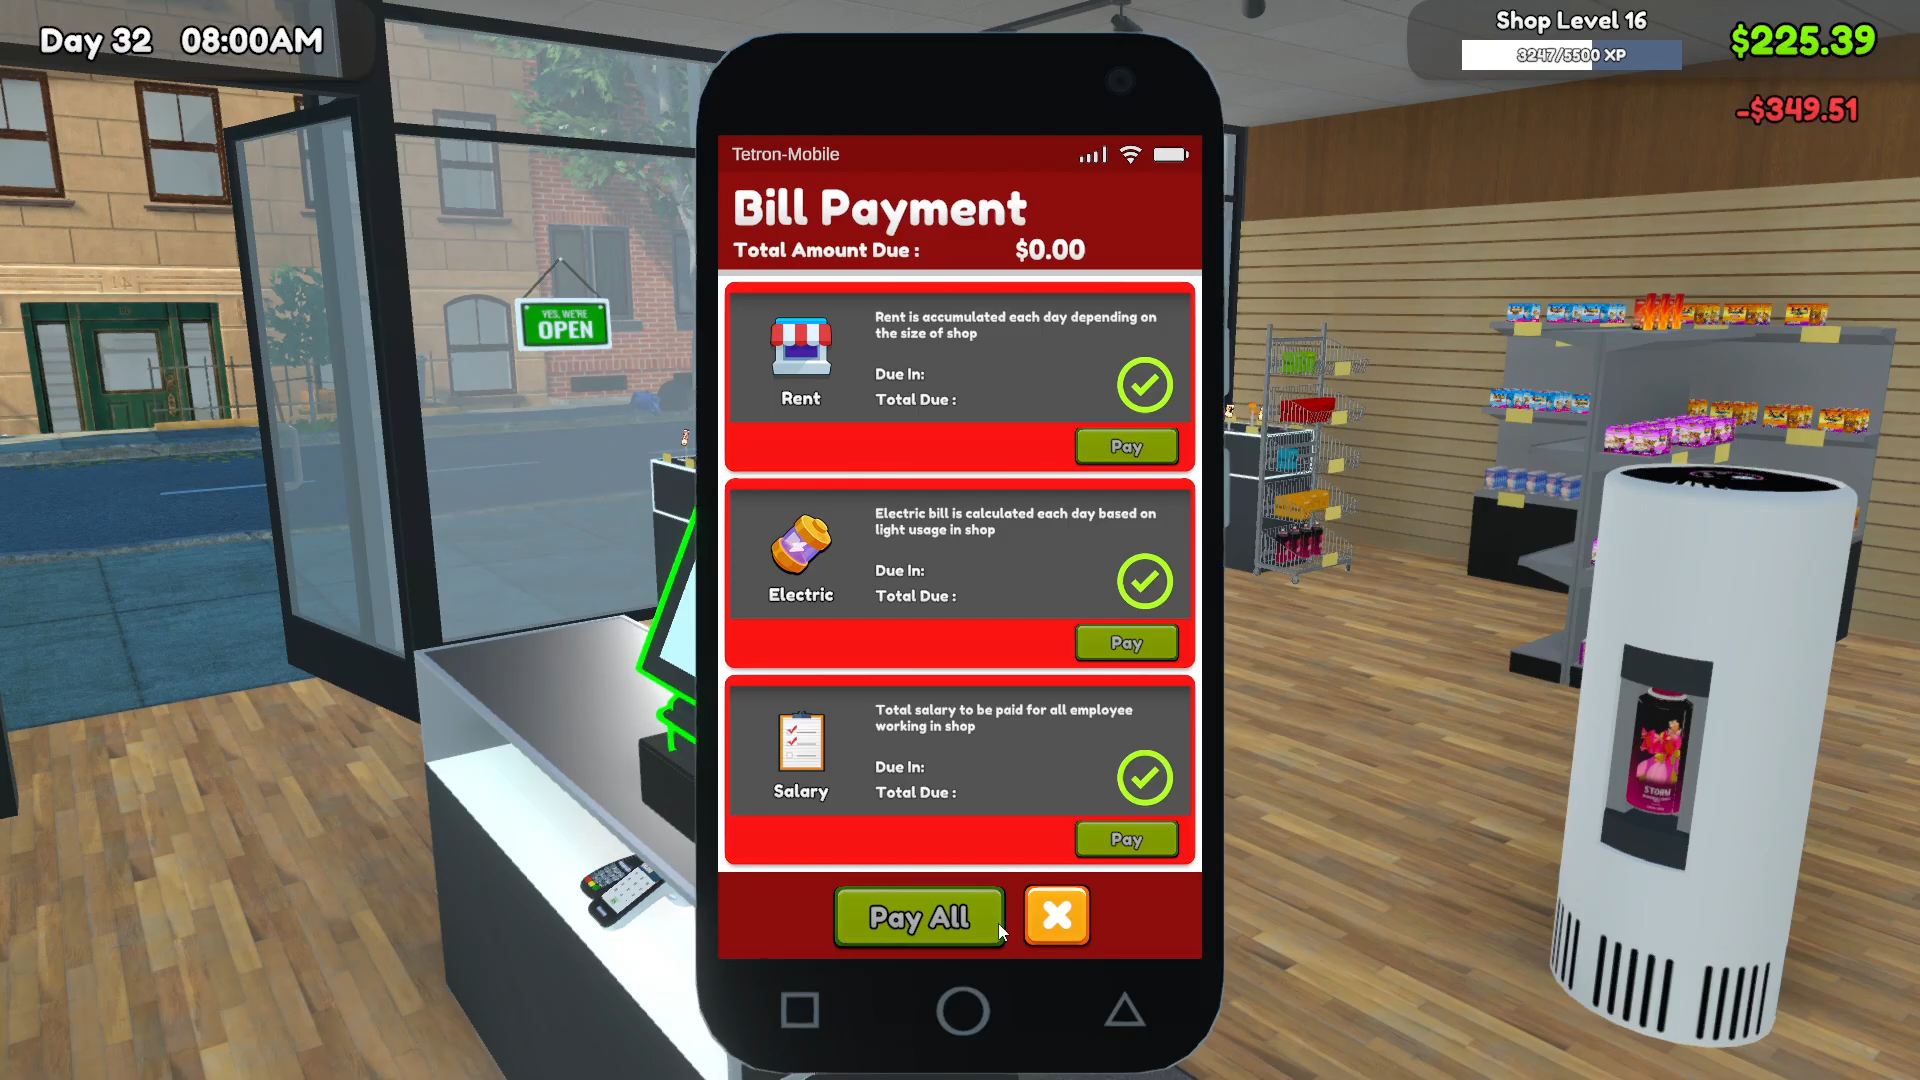 Day 32 08:00AM
Shop Level 16
3247/5500 XP
$225.39
-$349.51
Tetron-Mobile
Bill Payment
Total Amount Due : $0.00
Rent is accumulated each day depending on
the size of shop
Due In:
Total Due :
Rent
Pay
Electric bill is calculated each day based on
light usage in shop
Due In:
Total Due :
Electric
Pay
Total salary to be paid for all employee
working in shop
Due In:
Total Due :
Salary
Pay
Pay All
YES, WE'RE
OPEN
STORM